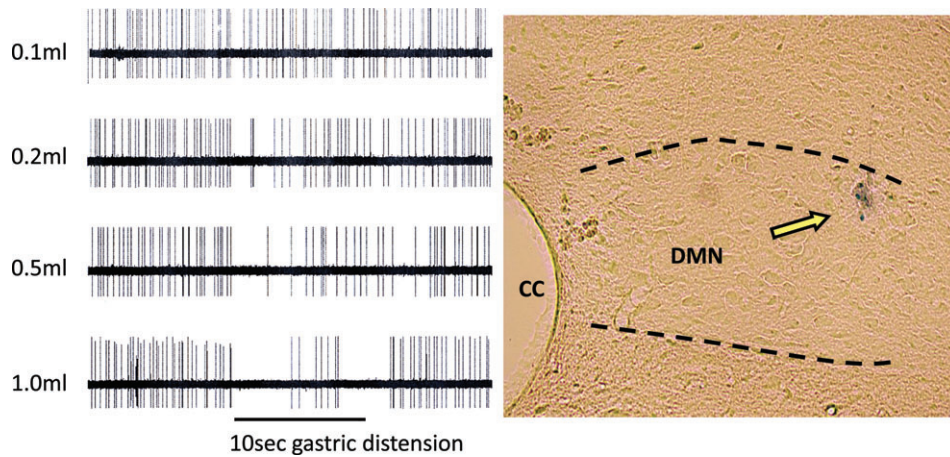 0.1ml
0.2ml
0.5ml
1.0ml
10sec gastric distension
DMN
CC